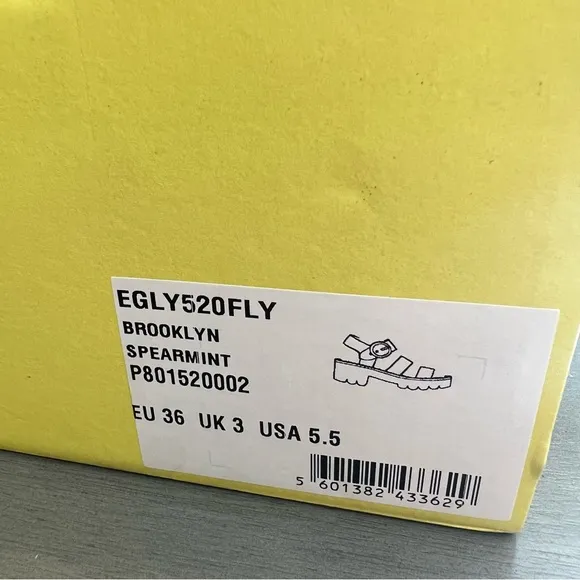 EGLY520FLY
BROOKLYN
SPEARMINT
P801520002
EU 36 UK 3 USA 5.5
5 601382 433629